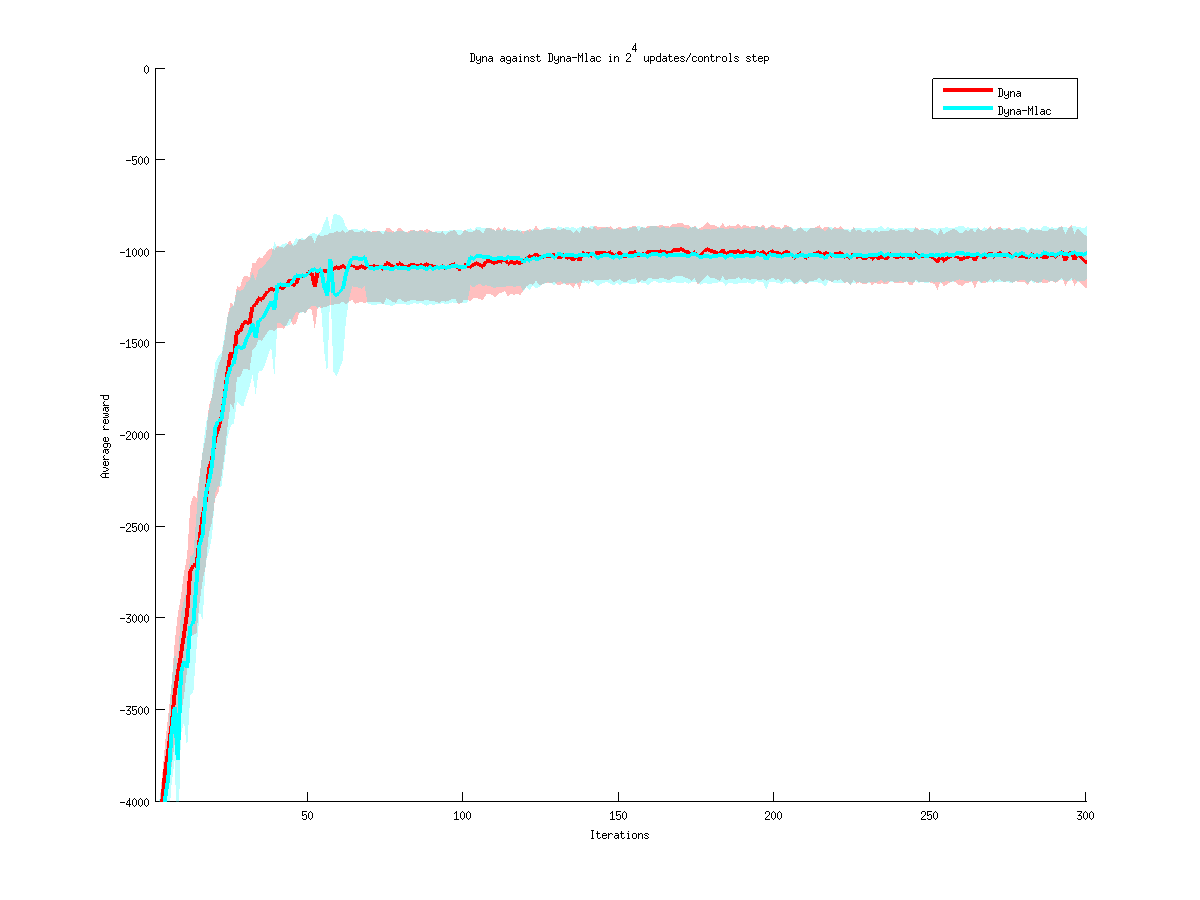 Dyna against Dyna-Mlac in 2^4 updates/controls step
Dyna
Dyna-Mlac
0
-500
-1000
-1500
-2000
-2500
-3000
-3500
-4000
Average reward
50 100 150 200 250 300
Iterations